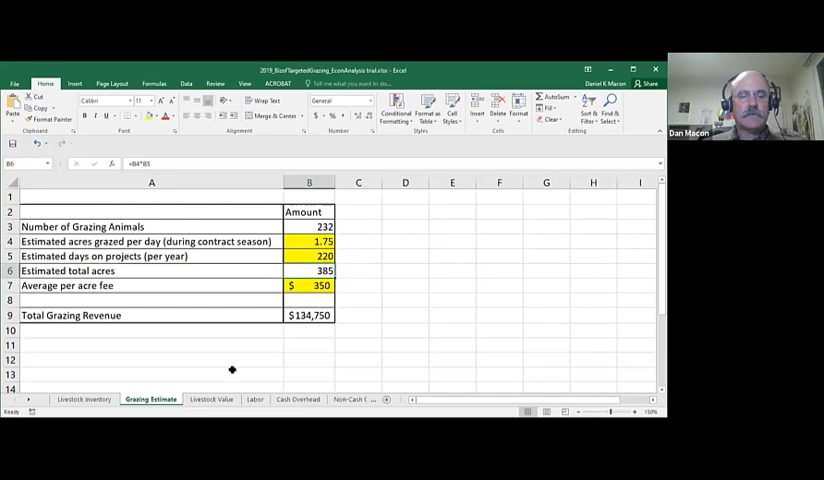 2019_BizofTargetedGrazing_EconAnalysis trial.xlsx - Excel
File Home Insert Page Layout Formulas Data Review View ACROBAT Tell me what you want to do... Daniel K Macon Share
Cut
Copy
Format Painter
Paste
Clipboard
Calibri 11
B I U
Font
Wrap Text
Merge & Center
Alignment
General
$ %
Number
Conditional Formatting
Format as Table
Cell Styles
Styles
Insert Delete Format
Cells
AutoSum
Fill
Clear
Sort & Filter
Find & Select
Editing
Dan Macon
B6 fx =B4*B5
A B C D E F G H I
1
2 Amount
3 Number of Grazing Animals 232
4 Estimated acres grazed per day (during contract season) 1.75
5 Estimated days on projects (per year) 220
6 Estimated total acres 385
7 Average per acre fee $ 350
8
9 Total Grazing Revenue $134,750
10
11
12
13
14
Livestock Inventory Grazing Estimate Livestock Value Labor Cash Overhead Non-Cash ( ...
Ready 150%